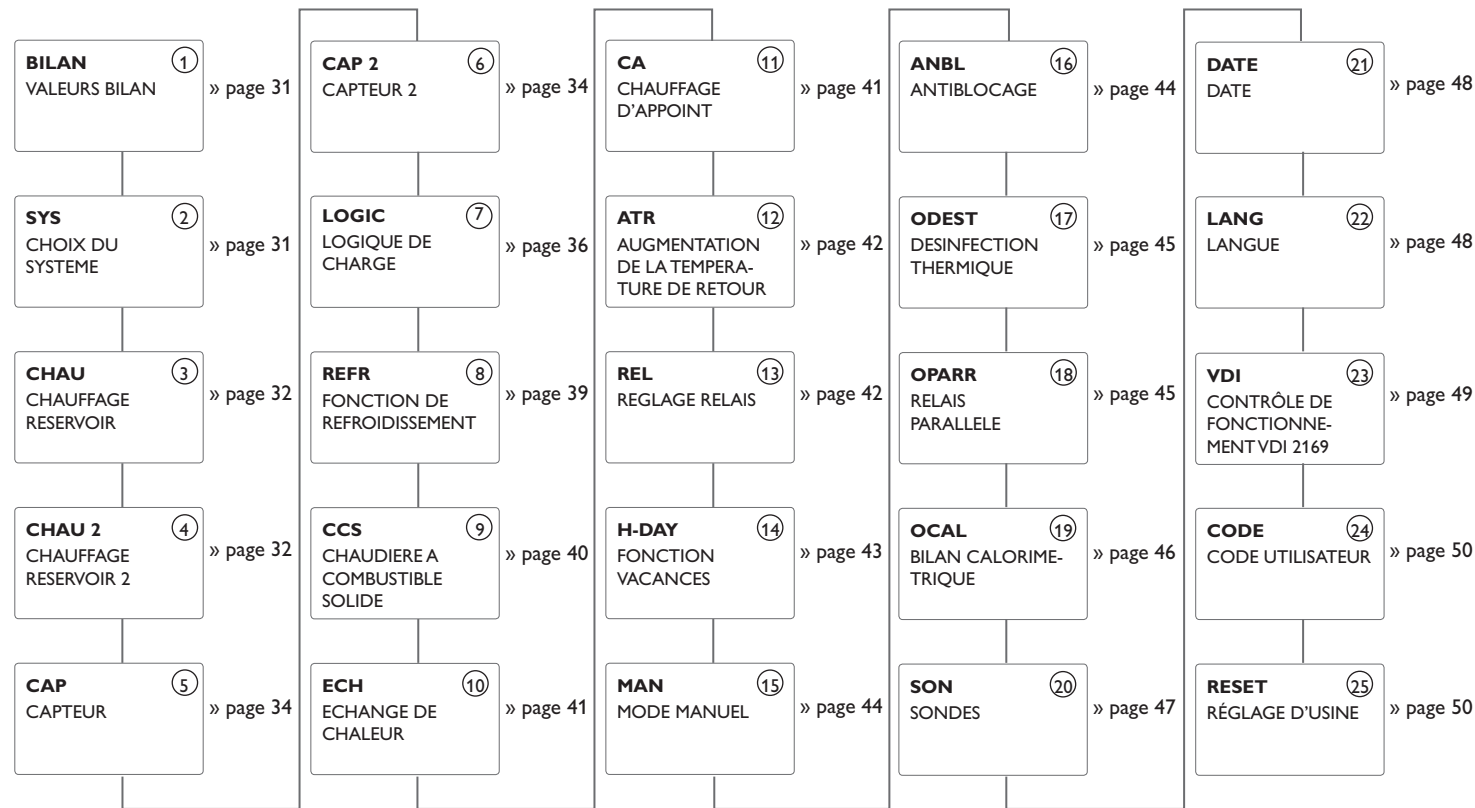 BILAN 1
VALEURS BILAN
» page 31
SYS 2
CHOIX DU
SYSTEME
» page 31
CHAU 3
CHAUFFAGE
RESERVOIR
» page 32
CHAU 2 4
CHAUFFAGE
RESERVOIR 2
» page 32
CAP 5
CAPTEUR
» page 34
CAP 2 6
CAPTEUR 2
» page 34
LOGIC 7
LOGIQUE DE
CHARGE
» page 36
REFR 8
FONCTION DE
REFROIDISSEMENT
» page 39
CCS 9
CHAUDIERE A
COMBUSTIBLE
SOLIDE
» page 40
ECH 10
ECHANGE DE
CHALEUR
» page 41
CA 11
CHAUFFAGE
D'APPOINT
» page 41
ATR 12
AUGMENTATION
DE LA TEMPERA-
TURE DE RETOUR
» page 42
REL 13
REGLAGE RELAIS
» page 42
H-DAY 14
FONCTION
VACANCES
» page 43
MAN 15
MODE MANUEL
» page 44
ANBL 16
ANTIBLOCAGE
» page 44
ODEST 17
DESINFECTION
THERMIQUE
» page 45
OPARR 18
RELAIS
PARALLELE
» page 45
OCAL 19
BILAN CALORIME-
TRIQUE
» page 46
SON 20
SONDES
» page 47
DATE 21
DATE
» page 48
LANG 22
LANGUE
» page 48
VDI 23
CONTRÔLE DE
FONCTIONNE-
MENT VDI 2169
» page 49
CODE 24
CODE UTILISATEUR
» page 50
RESET 25
RÉGLAGE D'USINE
» page 50